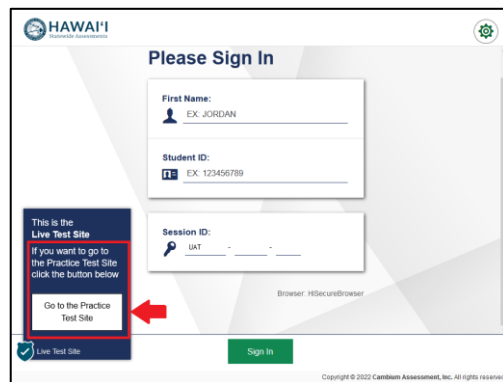 HAWAI‘I
Statewide Assessments
Please Sign In
First Name:
EX: JORDAN
Student ID:
EX: 123456789
This is the
Live Test Site
If you want to go to
the Practice Test Site
click the button below
Go to the Practice
Test Site
Live Test Site
Session ID:
UAT - - -
Browser: HISecureBrowser
Sign In
Copyright © 2022 Cambium Assessment, Inc. All rights reserved